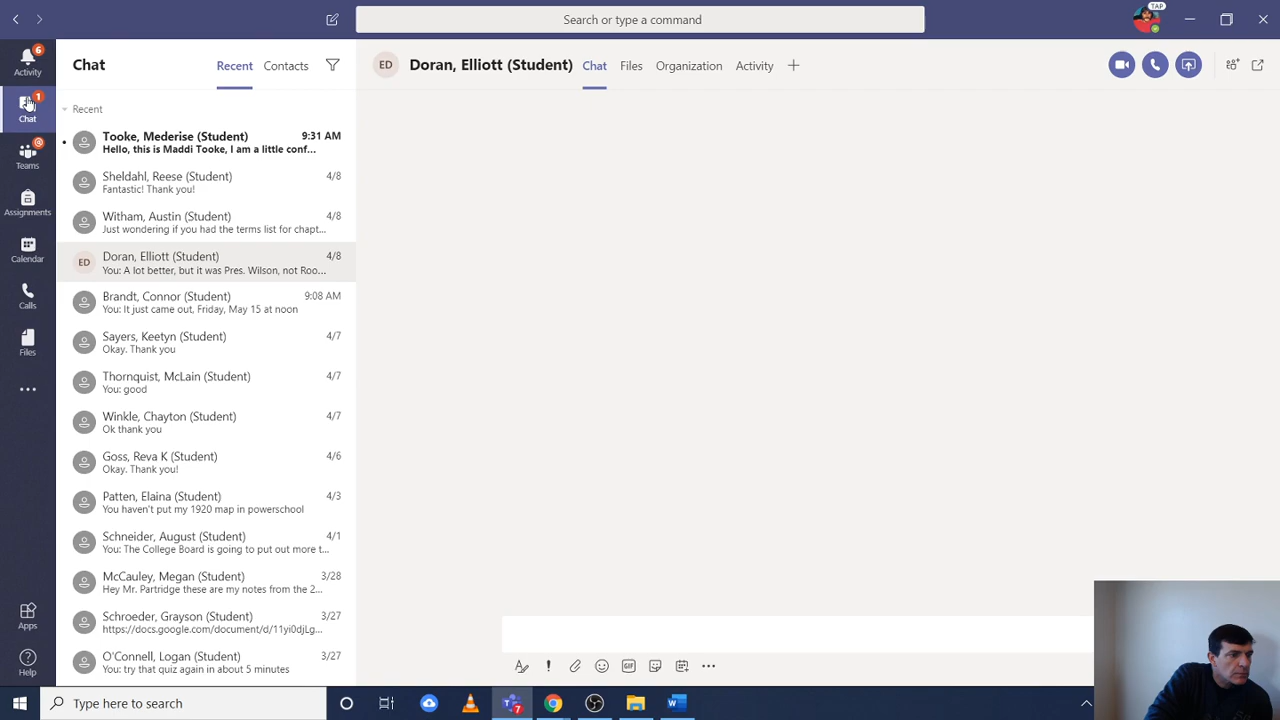 Search or type a command
TAP
6
Activity
1
Chat
Teams
Assignments
Calendar
Calls
Files
Apps
Help
Chat
Recent Contacts
Recent
Tooke, Mederise (Student) 9:31 AM
Hello, this is Maddi Tooke, I am a little conf...
Sheldahl, Reese (Student) 4/8
Fantastic! Thank you!
Witham, Austin (Student) 4/8
Just wondering if you had the terms list for chapt...
ED Doran, Elliott (Student) 4/8
You: A lot better, but it was Pres. Wilson, not Roo...
Brandt, Connor (Student) 9:08 AM
You: It just came out, Friday, May 15 at noon
Sayers, Keetyn (Student) 4/7
Okay. Thank you
Thornquist, McLain (Student) 4/7
You: good
Winkle, Chayton (Student) 4/7
Ok thank you
Goss, Reva K (Student) 4/6
Okay. Thank you!
Patten, Elaina (Student) 4/3
You haven't put my 1920 map in powerschool
Schneider, August (Student) 4/1
You: The College Board is going to put out more t...
McCauley, Megan (Student) 3/28
Hey Mr. Partridge these are my notes from the 2...
Schroeder, Grayson (Student) 3/27
https://docs.google.com/document/d/11yi0djLg...
O'Connell, Logan (Student) 3/27
You: try that quiz again in about 5 minutes
ED Doran, Elliott (Student) Chat Files Organization Activity
GIF
Type here to search
7